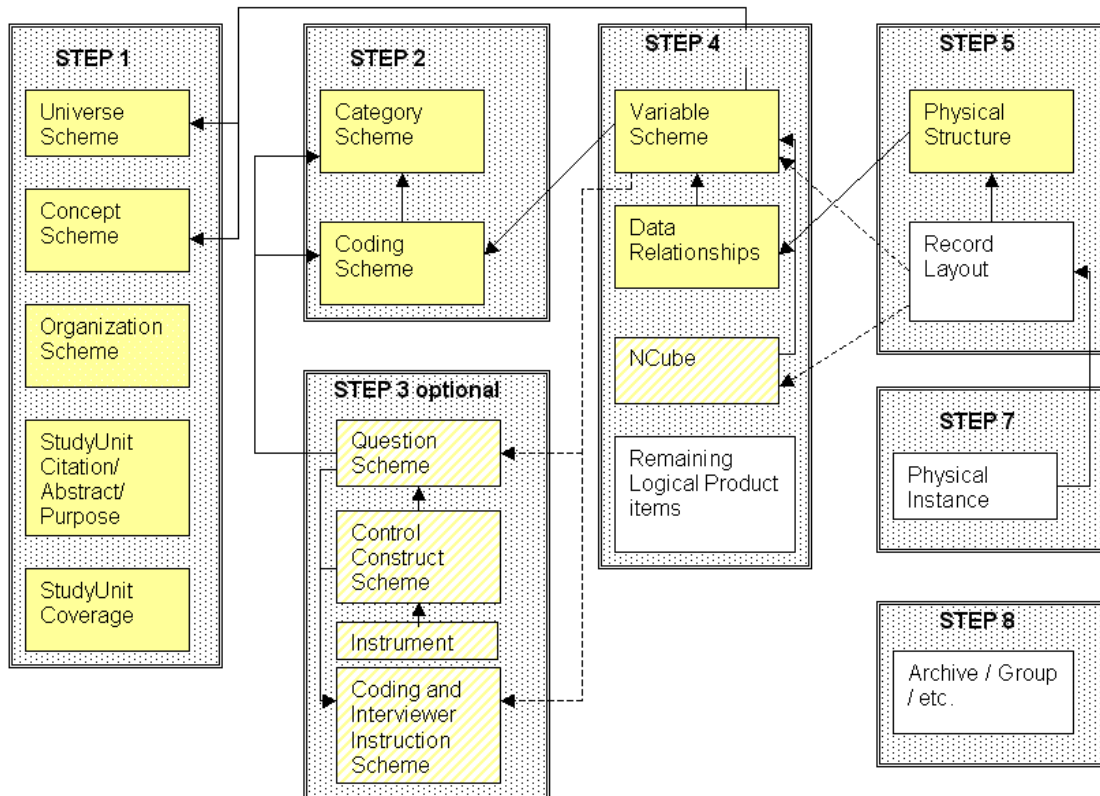 STEP 1
Universe
Scheme
Concept
Scheme
Organization
Scheme
StudyUnit
Citation/
Abstract/
Purpose
StudyUnit
Coverage
STEP 2
Category
Scheme
Coding
Scheme
STEP 3 optional
Question
Scheme
Control
Construct
Scheme
Instrument
Coding and
Interviewer
Instruction
Scheme
STEP 4
Variable
Scheme
Data
Relationships
NCube
Remaining
Logical Product
items
STEP 5
Physical
Structure
Record
Layout
STEP 7
Physical
Instance
STEP 8
Archive / Group
/ etc.